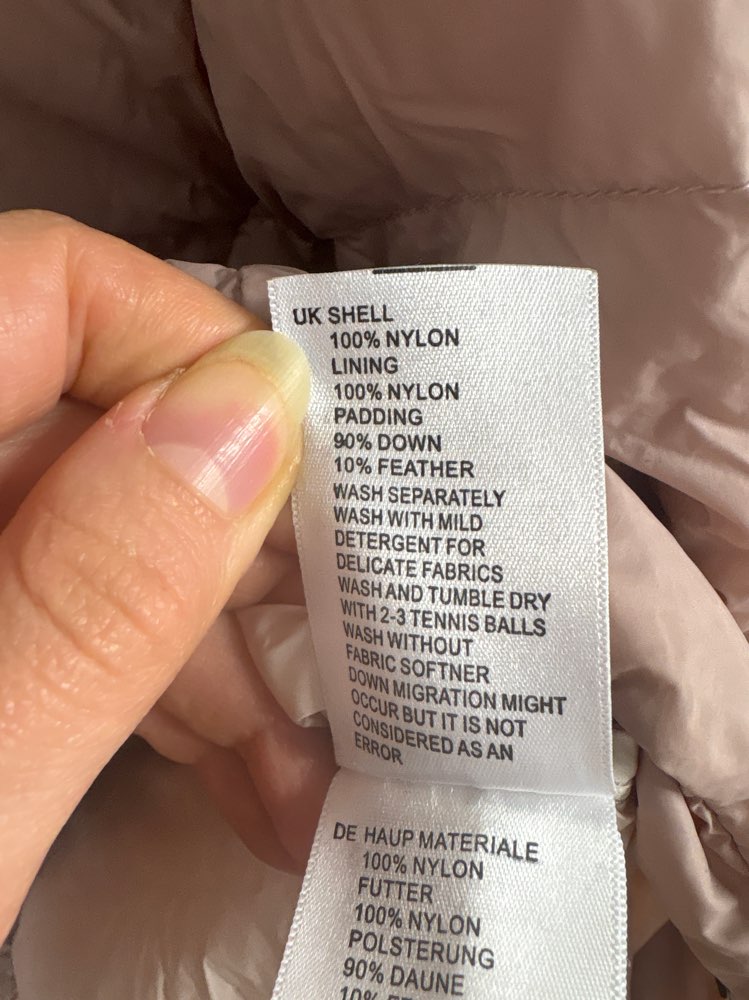 UK SHELL
100% NYLON
LINING
100% NYLON
PADDING
90% DOWN
10% FEATHER
WASH SEPARATELY
WASH WITH MILD
DETERGENT FOR
DELICATE FABRICS
WASH AND TUMBLE DRY
WITH 2-3 TENNIS BALLS
WASH WITHOUT
FABRIC SOFTNER
DOWN MIGRATION MIGHT
OCCUR BUT IT IS NOT
CONSIDERED AS AN
ERROR
DE HAUP MATERIALE
100% NYLON
FUTTER
100% NYLON
POLSTERUNG
90% DAUNE
10%